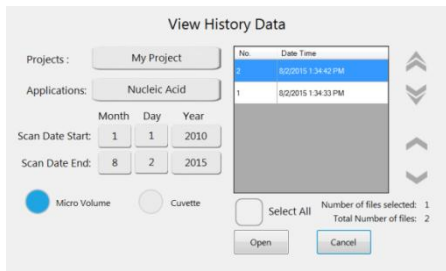 View History Data
Projects : My Project
Applications: Nucleic Acid
Month Day Year
Scan Date Start: 1 1 2010
Scan Date End: 8 2 2015
Micro Volume Cuvette
No. Date Time
2 8/2/2015 1:34:42 PM
1 8/2/2015 1:34:33 PM
Select All
Number of files selected: 1
Total Number of files: 2
Open Cancel